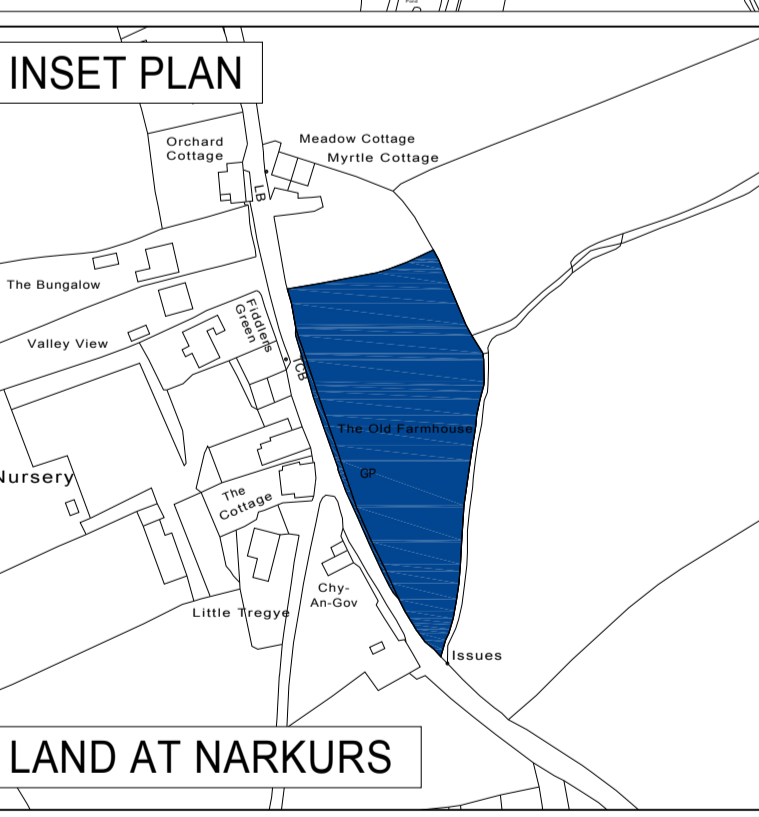 INSET PLAN
Orchard
Cottage
Meadow Cottage
Myrtle Cottage
LB
The Bungalow
Fiddlers
Green
Valley View
TCB
The Old Farmhouse
GP
Nursery
The
Cottage
Chy-
An-Gov
Little Tregye
Issues
LAND AT NARKURS